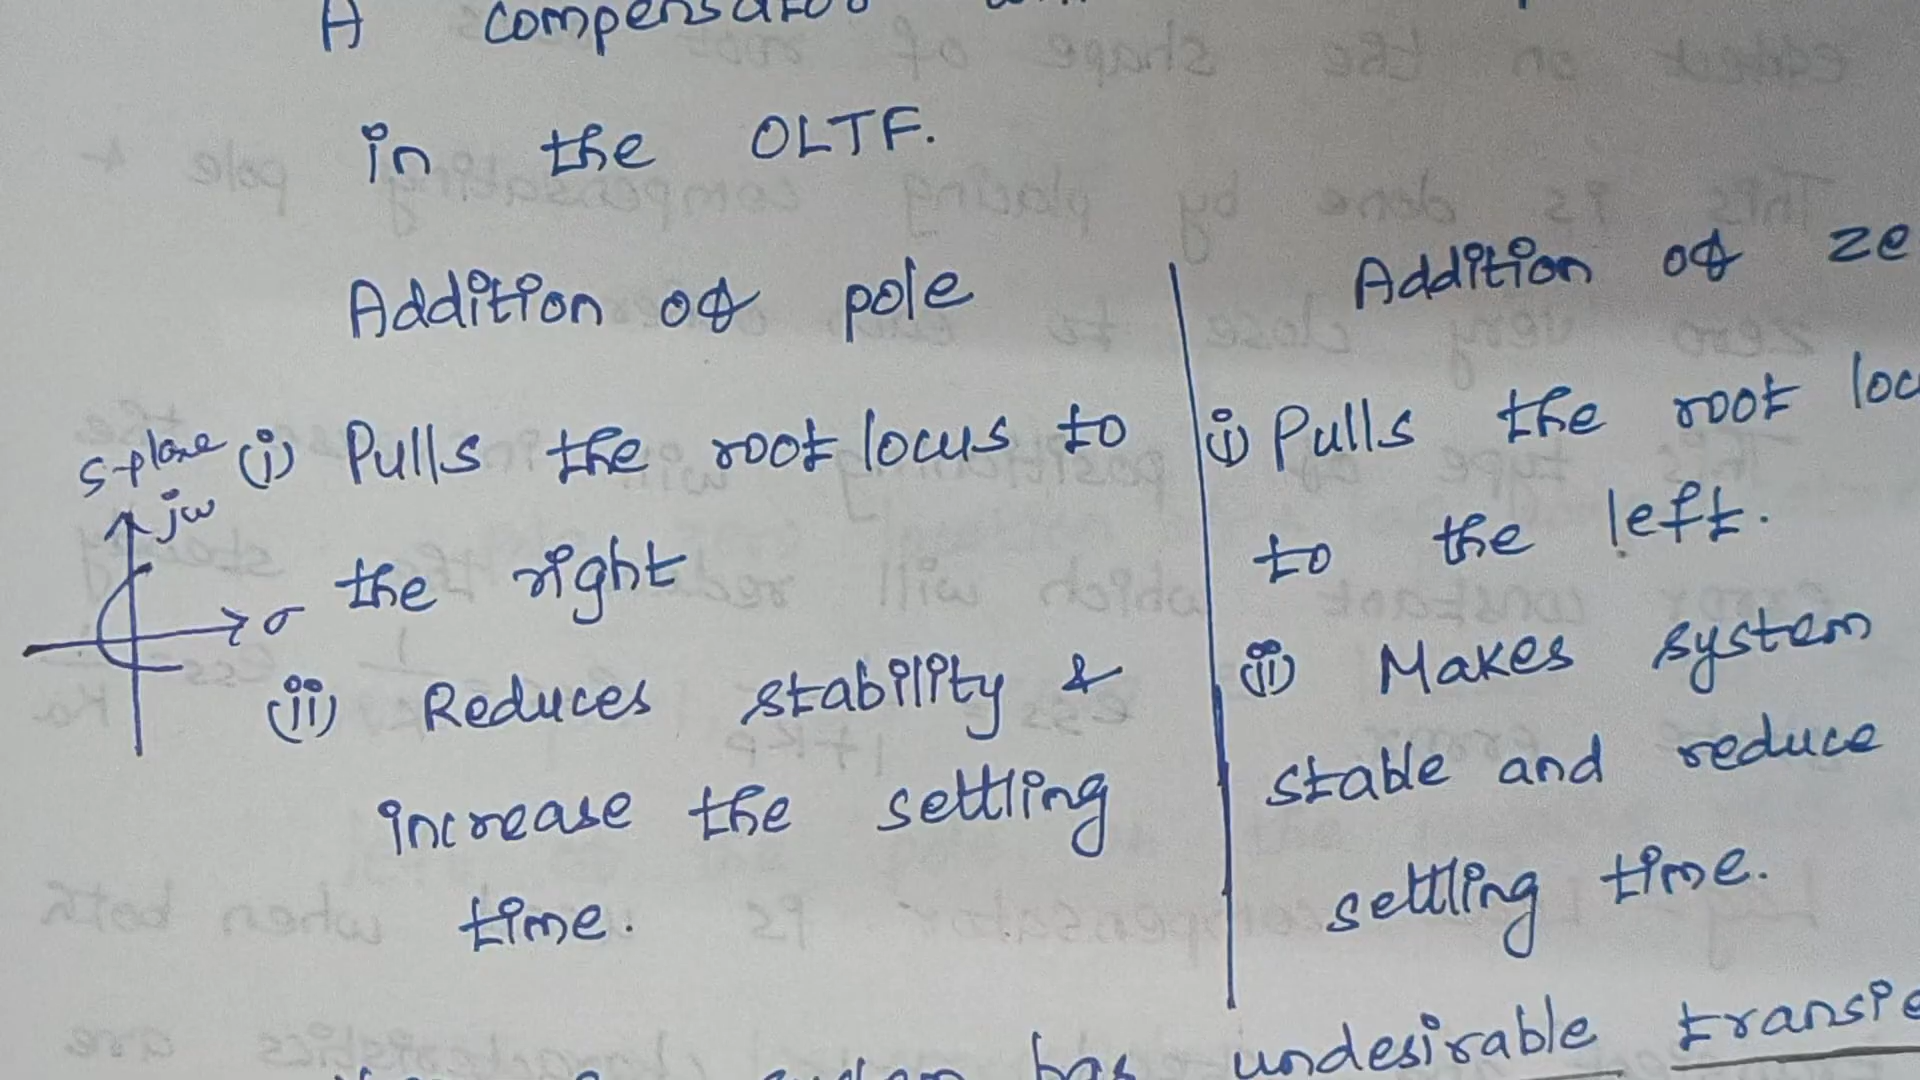 A compensator
in the OLTF.
Addition of pole
s-plane (i) Pulls the root locus to
jω
the right
σ
(ii) Reduces stability &
increase the settling
time.
Addition of ze
(i) Pulls the root loc
to the left.
(ii) Makes system
stable and reduce
settling time.
has undesirable transie